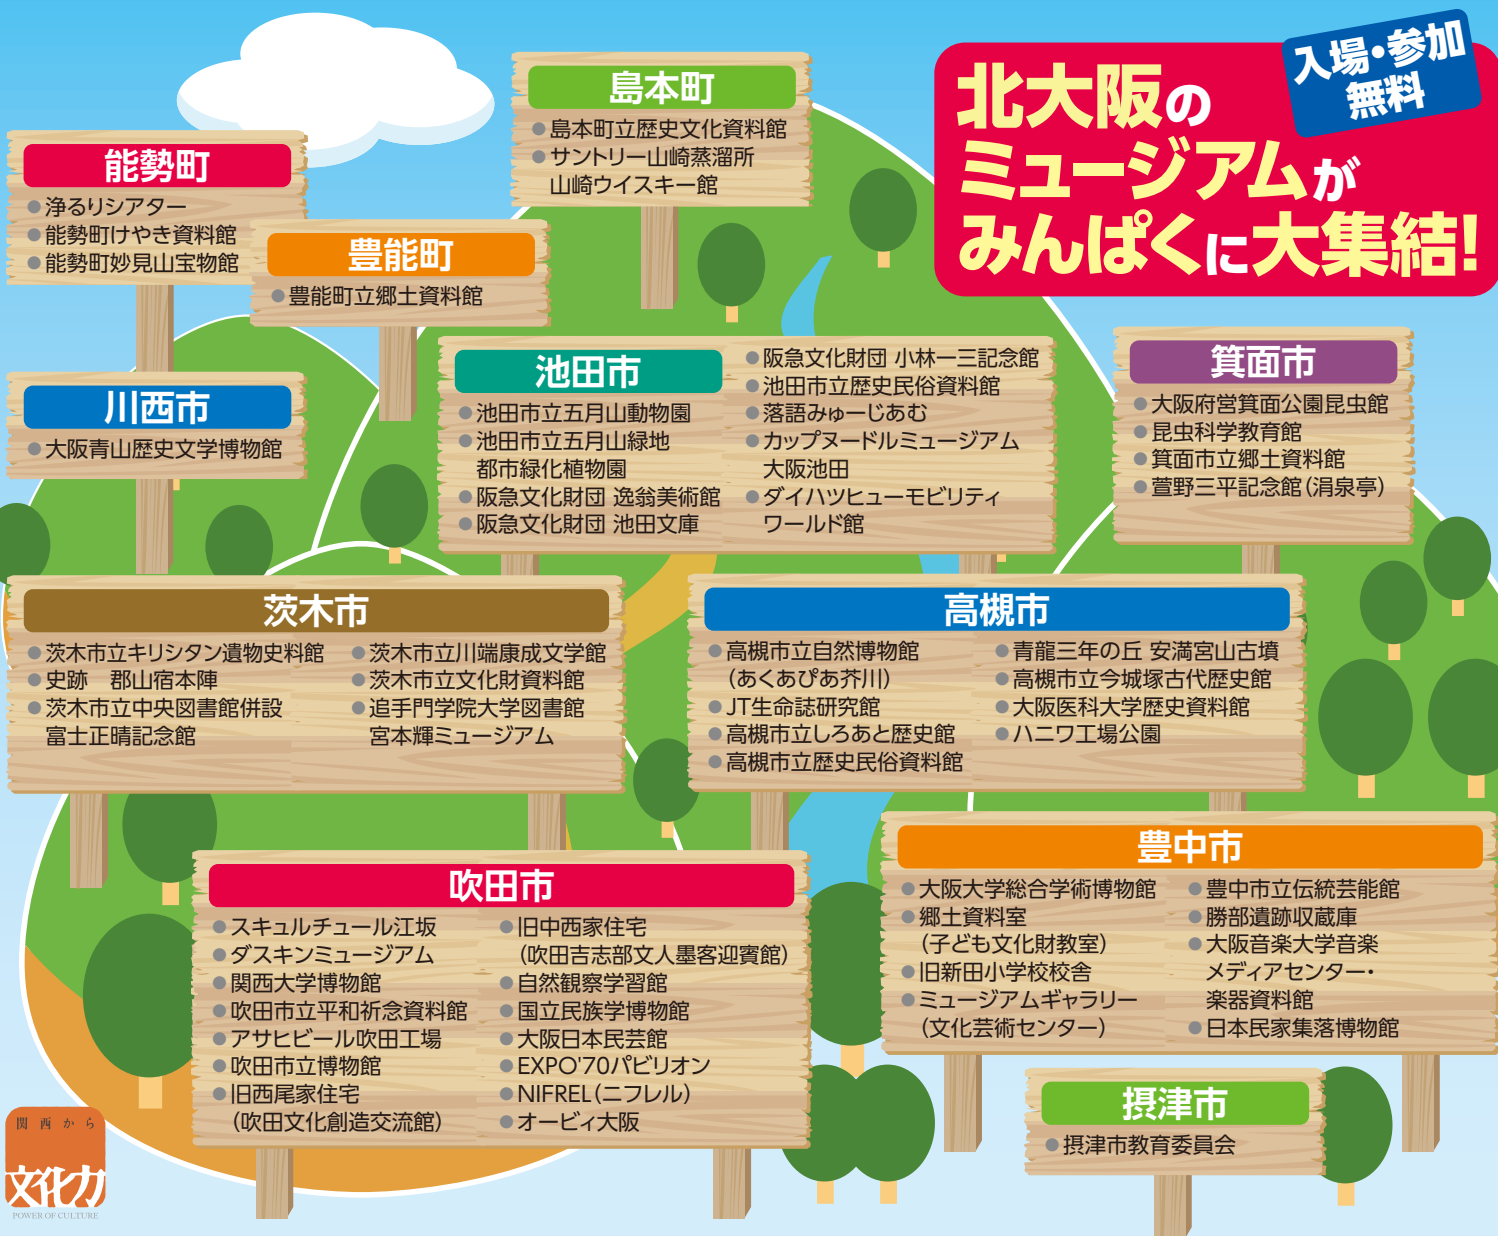 入場・参加
無料
北大阪の
ミュージアムが
みんぱくに大集結!
島本町
●島本町立歴史文化資料館
●サントリー山崎蒸溜所
山崎ウイスキー館
能勢町
●浄るりシアター
●能勢町けやき資料館
●能勢町妙見山宝物館
豊能町
●豊能町立郷土資料館
川西市
●大阪青山歴史文学博物館
池田市
●池田市立五月山動物園
●池田市立五月山緑地
都市緑化植物園
●阪急文化財団 逸翁美術館
●阪急文化財団 池田文庫
●阪急文化財団 小林一三記念館
●池田市立歴史民俗資料館
●落語みゅーじあむ
●カップヌードルミュージアム
大阪池田
●ダイハツヒューモビリティ
ワールド館
箕面市
●大阪府営箕面公園昆虫館
●昆虫科学教育館
●箕面市立郷土資料館
●萱野三平記念館(涓泉亭)
茨木市
●茨木市立キリシタン遺物史料館
●史跡　郡山宿本陣
●茨木市立中央図書館併設
富士正晴記念館
●茨木市立川端康成文学館
●茨木市立文化財資料館
●追手門学院大学図書館
宮本輝ミュージアム
高槻市
●高槻市立自然博物館
(あくあぴあ芥川)
●JT生命誌研究館
●高槻市立しろあと歴史館
●高槻市立歴史民俗資料館
●青龍三年の丘 安満宮山古墳
●高槻市立今城塚古代歴史館
●大阪医科大学歴史資料館
●ハニワ工場公園
吹田市
●スキュルチュール江坂
●ダスキンミュージアム
●関西大学博物館
●吹田市立平和祈念資料館
●アサヒビール吹田工場
●吹田市立博物館
●旧西尾家住宅
(吹田文化創造交流館)
●旧中西家住宅
(吹田吉志部文人墨客迎賓館)
●自然観察学習館
●国立民族学博物館
●大阪日本民芸館
●EXPO'70パビリオン
●NIFREL(ニフレル)
●オービィ大阪
豊中市
●大阪大学総合学術博物館
●郷土資料室
(子ども文化財教室)
●旧新田小学校校舎
●ミュージアムギャラリー
(文化芸術センター)
●豊中市立伝統芸能館
●勝部遺跡収蔵庫
●大阪音楽大学音楽
メディアセンター・
楽器資料館
●日本民家集落博物館
摂津市
●摂津市教育委員会
関西から
文化力
POWER OF CULTURE